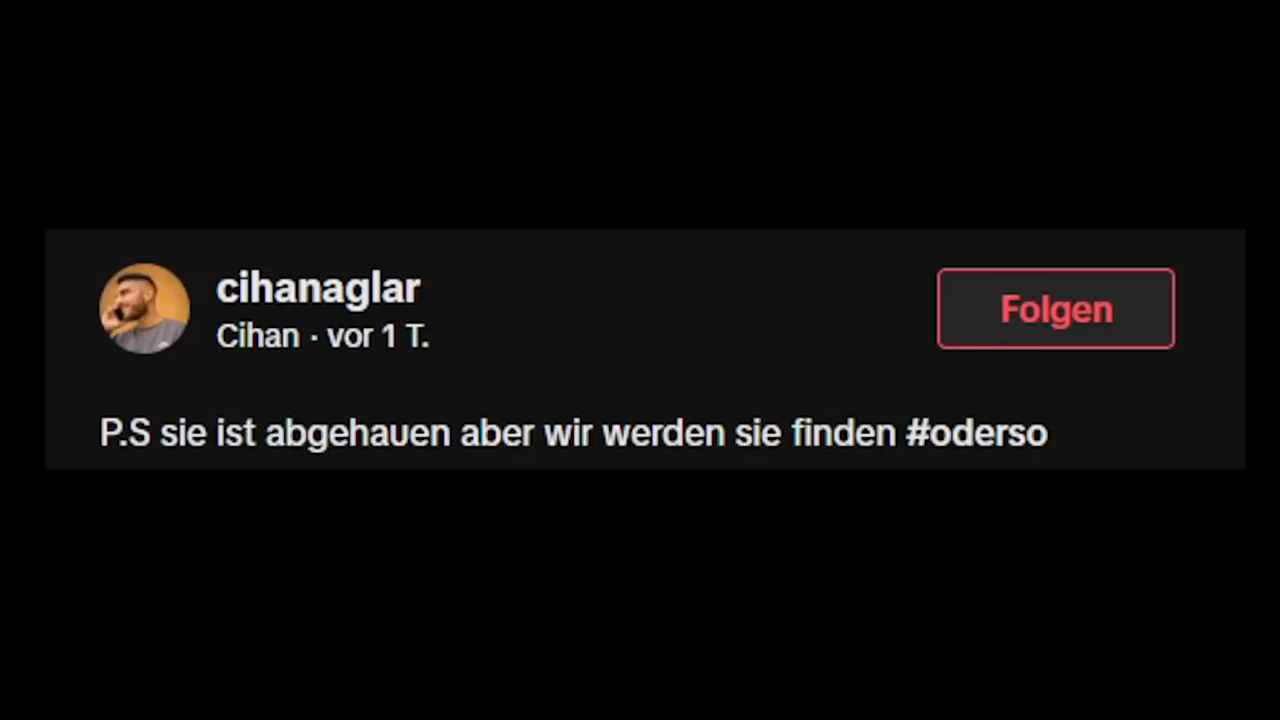 cihanaglar
Cihan · vor 1 T.
Folgen
P.S sie ist abgehauen aber wir werden sie finden #oderso